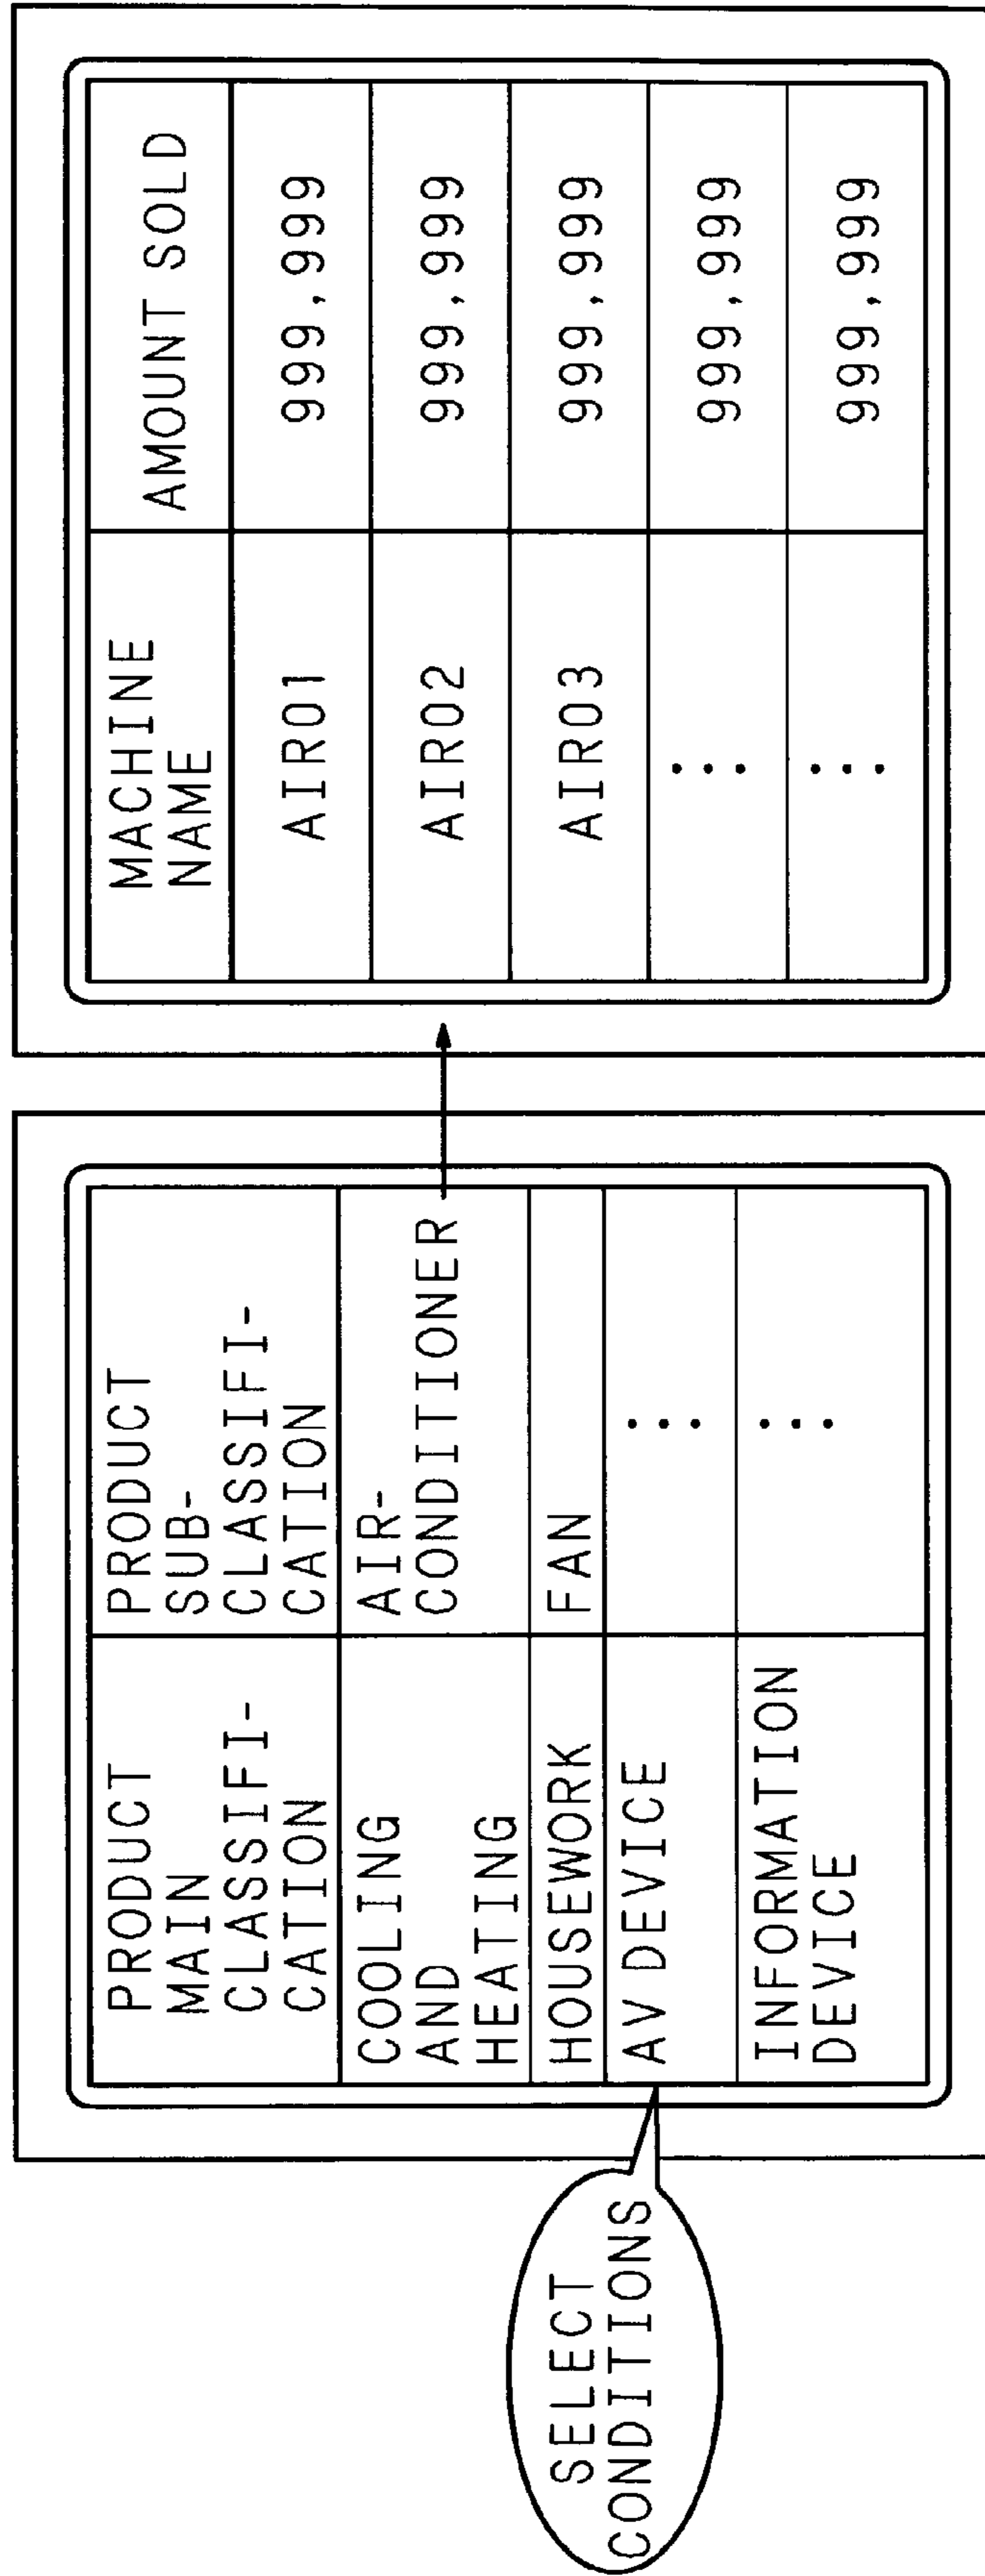 SELECT
CONDITIONS
PRODUCT
MAIN
CLASSIFI-
CATION
PRODUCT
SUB-
CLASSIFI-
CATION
COOLING
AND
HEATING
AIR-
CONDITIONER
HOUSEWORK
FAN
AV DEVICE
...
INFORMATION
DEVICE
...
MACHINE
NAME
AMOUNT SOLD
AIR01
999,999
AIR02
999,999
AIR03
999,999
...
999,999
...
999,999